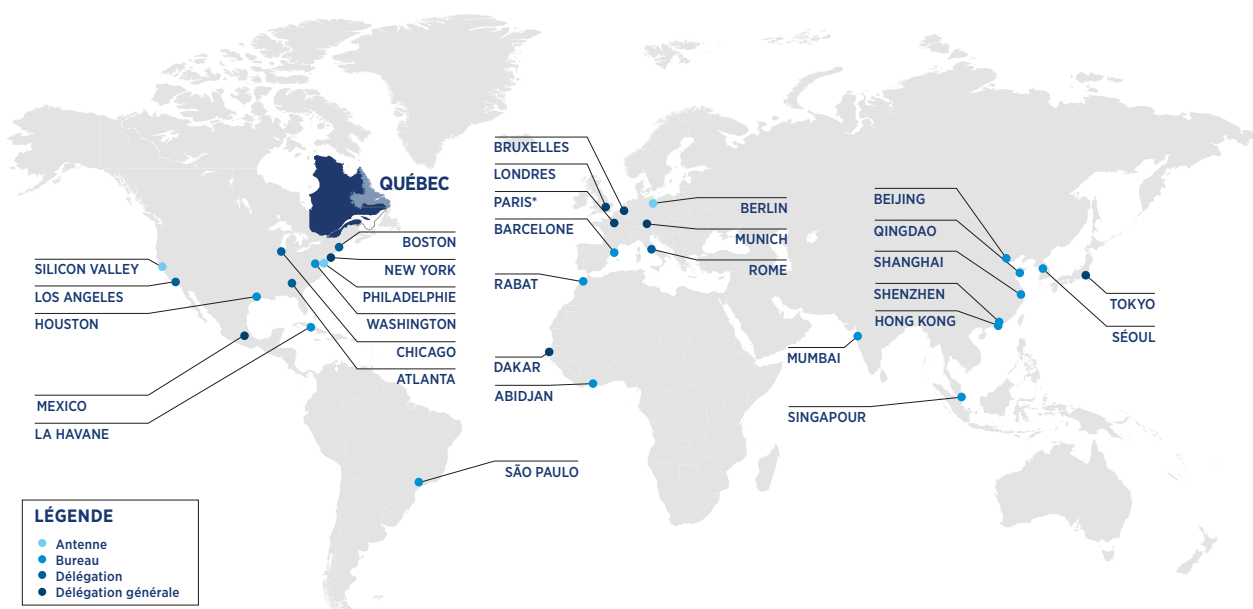 QUÉBEC
BOSTON
NEW YORK
PHILADELPHIE
WASHINGTON
CHICAGO
ATLANTA
SILICON VALLEY
LOS ANGELES
HOUSTON
MEXICO
LA HAVANE
SÃO PAULO
BRUXELLES
LONDRES
PARIS*
BARCELONE
RABAT
DAKAR
ABIDJAN
BERLIN
MUNICH
ROME
BEIJING
QINGDAO
SHANGHAI
SHENZHEN
HONG KONG
MUMBAI
SINGAPOUR
TOKYO
SÉOUL
LÉGENDE
Antenne
Bureau
Délégation
Délégation générale